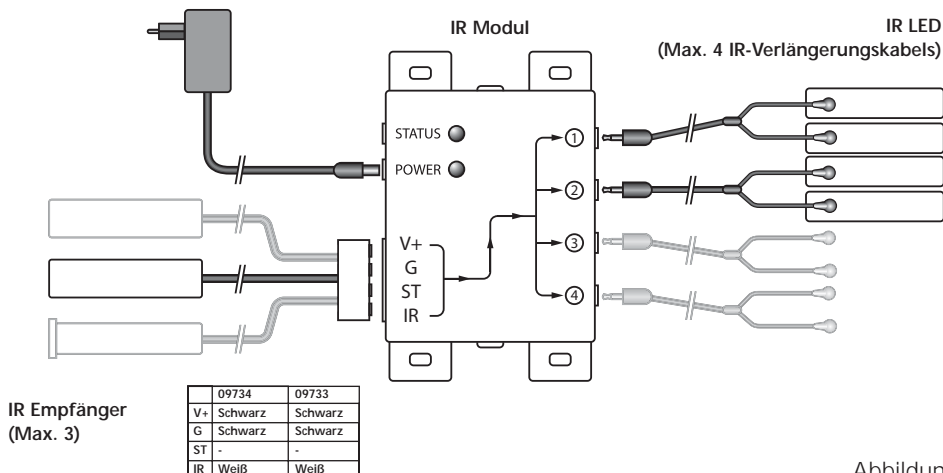 IR Modul
IR LED
(Max. 4 IR-Verlängerungskabels)
STATUS
POWER
1
2
3
4
V+
G
ST
IR
IR Empfänger
(Max. 3)
09734 09733
V+ Schwarz Schwarz
G Schwarz Schwarz
ST - -
IR Weiß Weiß